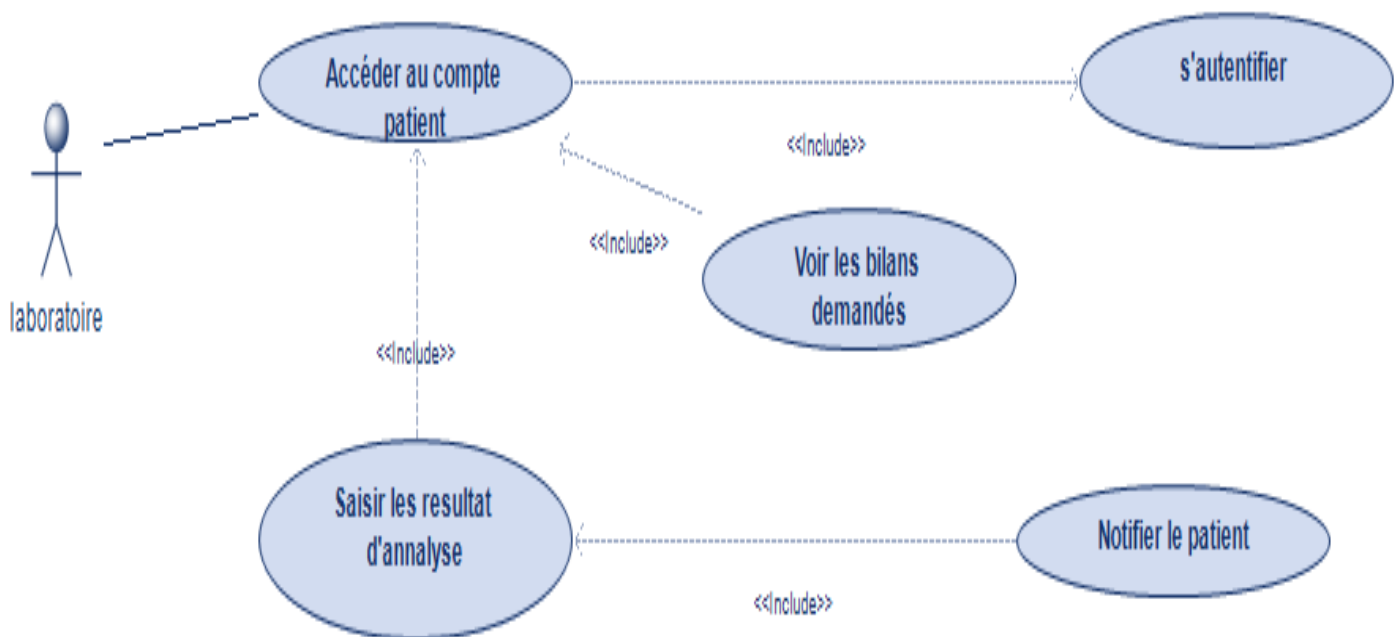 Accéder au compte
patient
s'autentifier
<<Include>>
<<Include>>
Voir les bilans
demandés
laboratoire
<<Include>>
Saisir les resultat
d'annalyse
Notifier le patient
<<Include>>